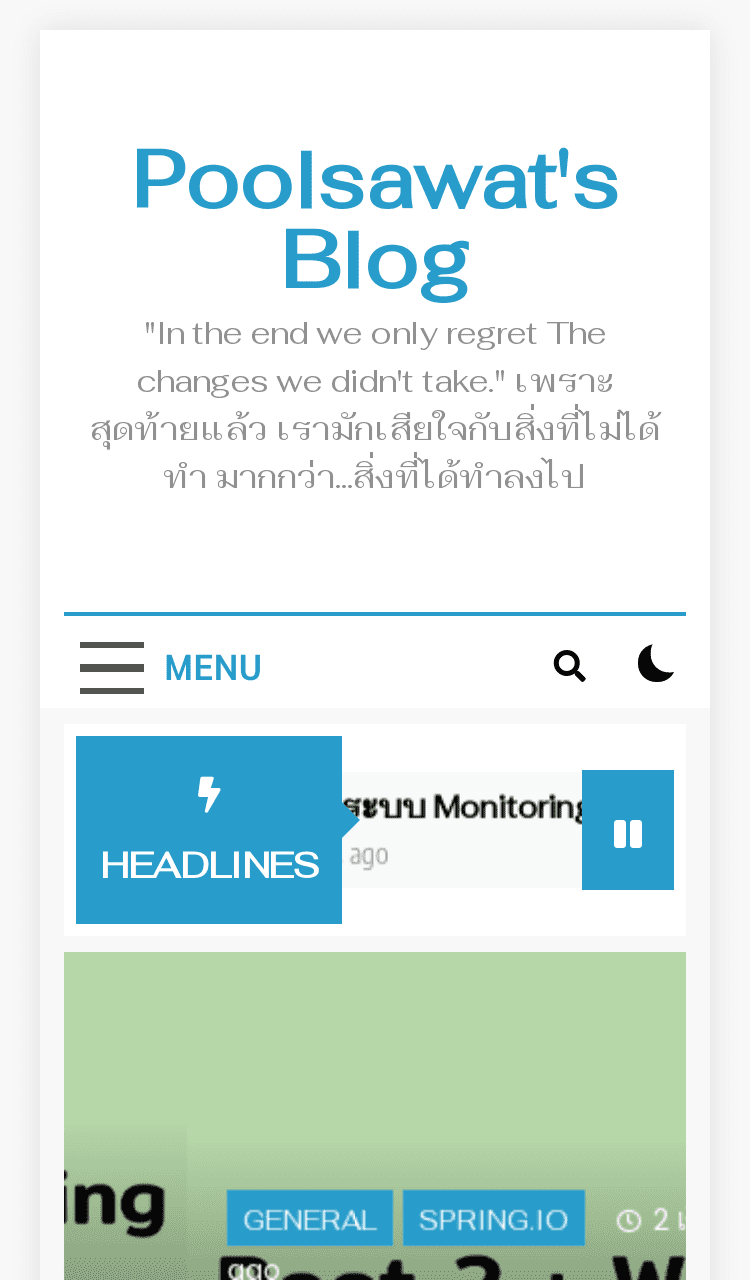 Poolsawat's
Blog
"In the end we only regret The
changes we didn't take." เพราะ
สุดท้ายแล้ว เรามักเสียใจกับสิ่งที่ไม่ได้
ทำ มากกว่า...สิ่งที่ได้ทำลงไป
MENU
HEADLINES
ระบบ Monitoring
ago
ing
GENERAL
SPRING.IO
2
ago